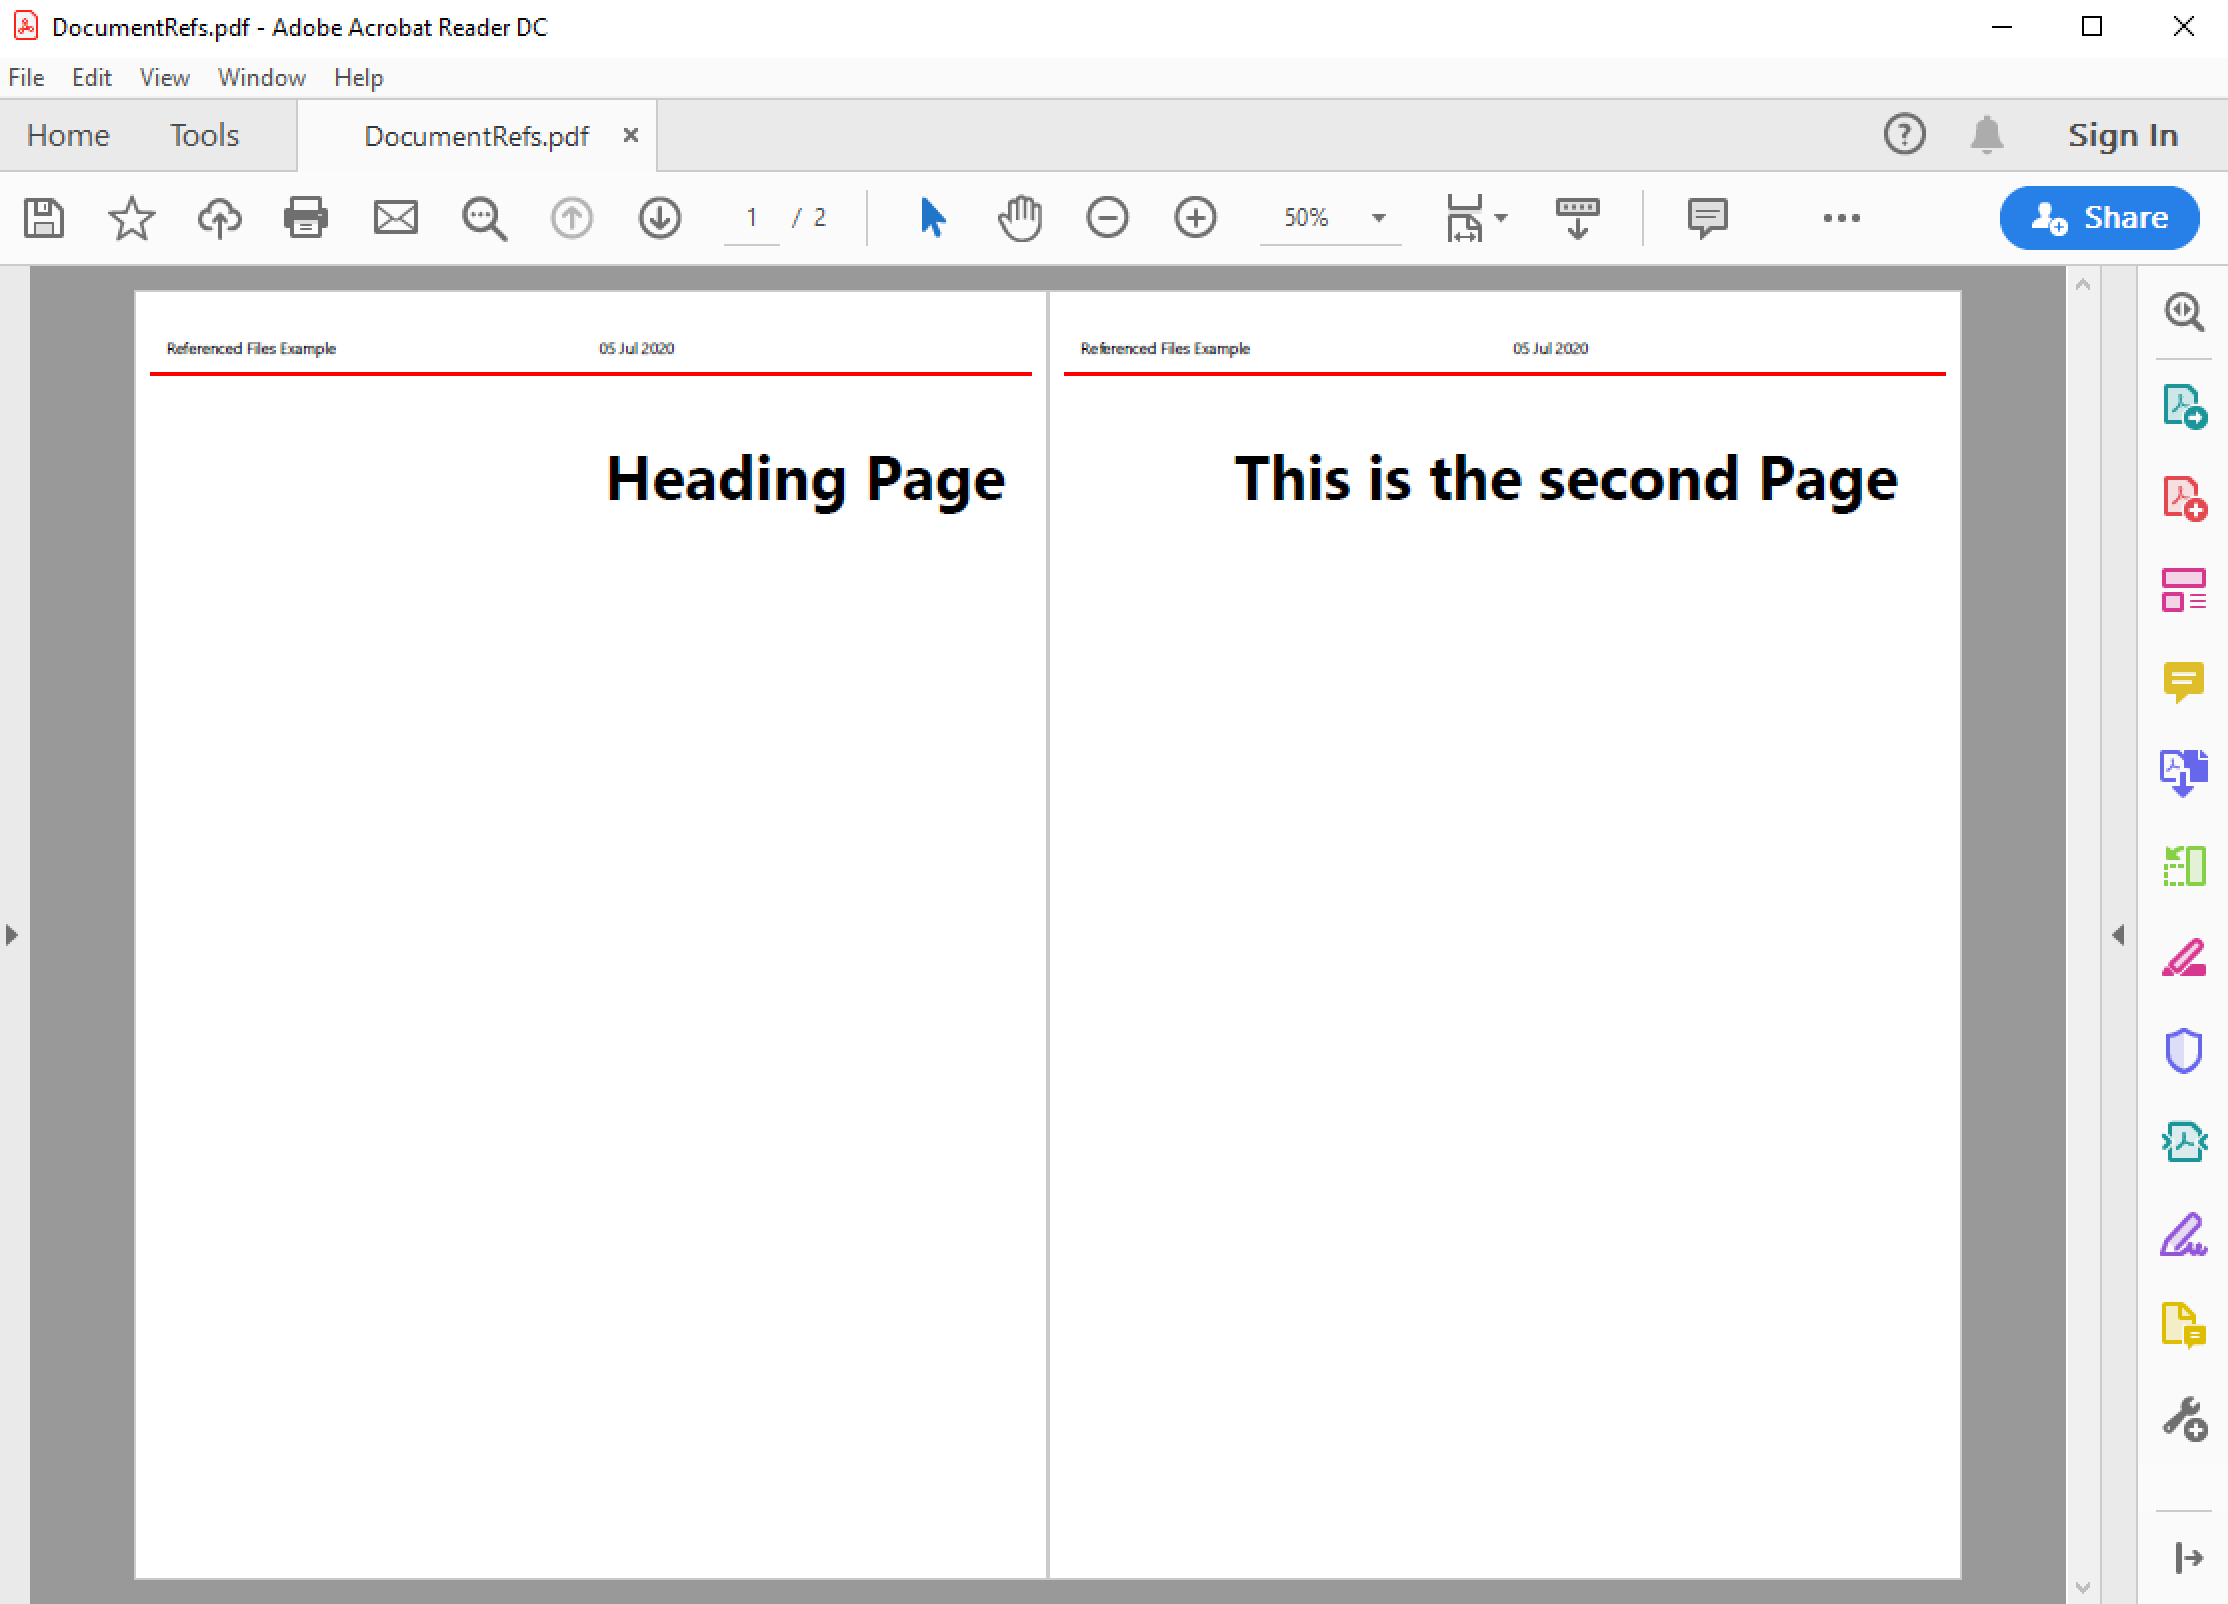 DocumentRefs.pdf - Adobe Acrobat Reader DC
File Edit View Window Help
Home Tools DocumentRefs.pdf × ? Sign In
1 / 2 50% Share
Referenced Files Example 05 Jul 2020
Heading Page
Referenced Files Example 05 Jul 2020
This is the second Page